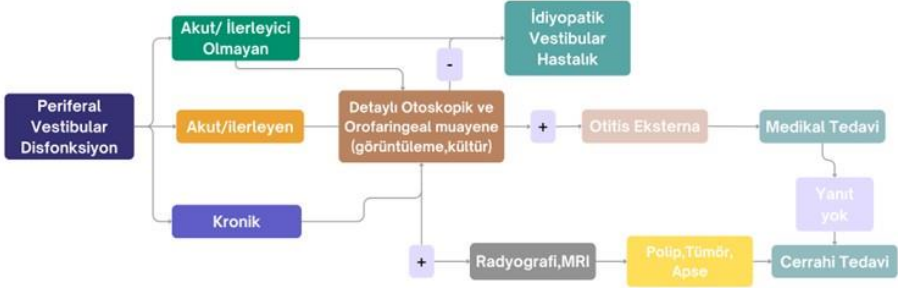 Akut/ İlerleyici
Olmayan
İdiyopatik
Vestibular
Hastalık
-
Periferal
Vestibular
Disfonksiyon
Akut/ilerleyen
Detaylı Otoskopik ve
Orofaringeal muayene
(görüntüleme,kültür)
+
Otitis Eksterna
Medikal Tedavi
Yanıt
yok
Kronik
+
Radyografi,MRI
Polip,Tümör,
Apse
Cerrahi Tedavi